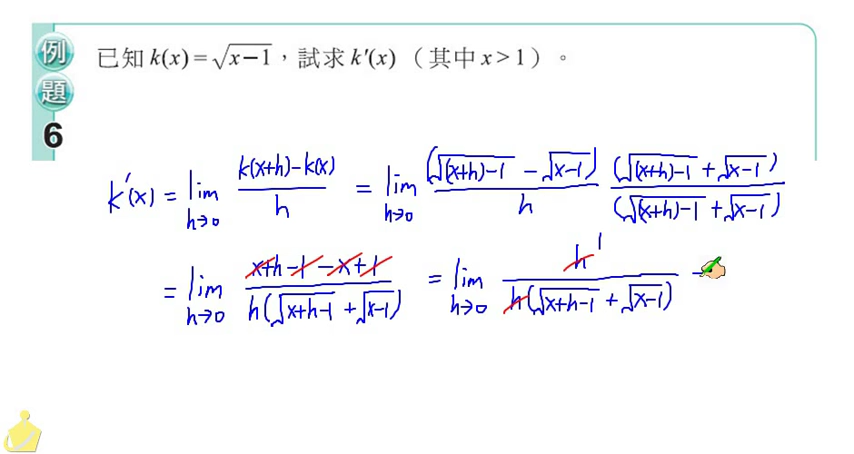 例題6
已知 k(x) = √(x−1)，試求 k′(x)（其中 x > 1）。
k′(x) = lim_{h→0} (k(x+h)−k(x))/h = lim_{h→0} (√((x+h)−1) − √(x−1))/h (√((x+h)−1) + √(x−1))/(√((x+h)−1) + √(x−1))
= lim_{h→0} (x+h−1−x+1)/(h(√(x+h−1) + √(x−1))) = lim_{h→0} h 1/(h(√(x+h−1) + √(x−1)))